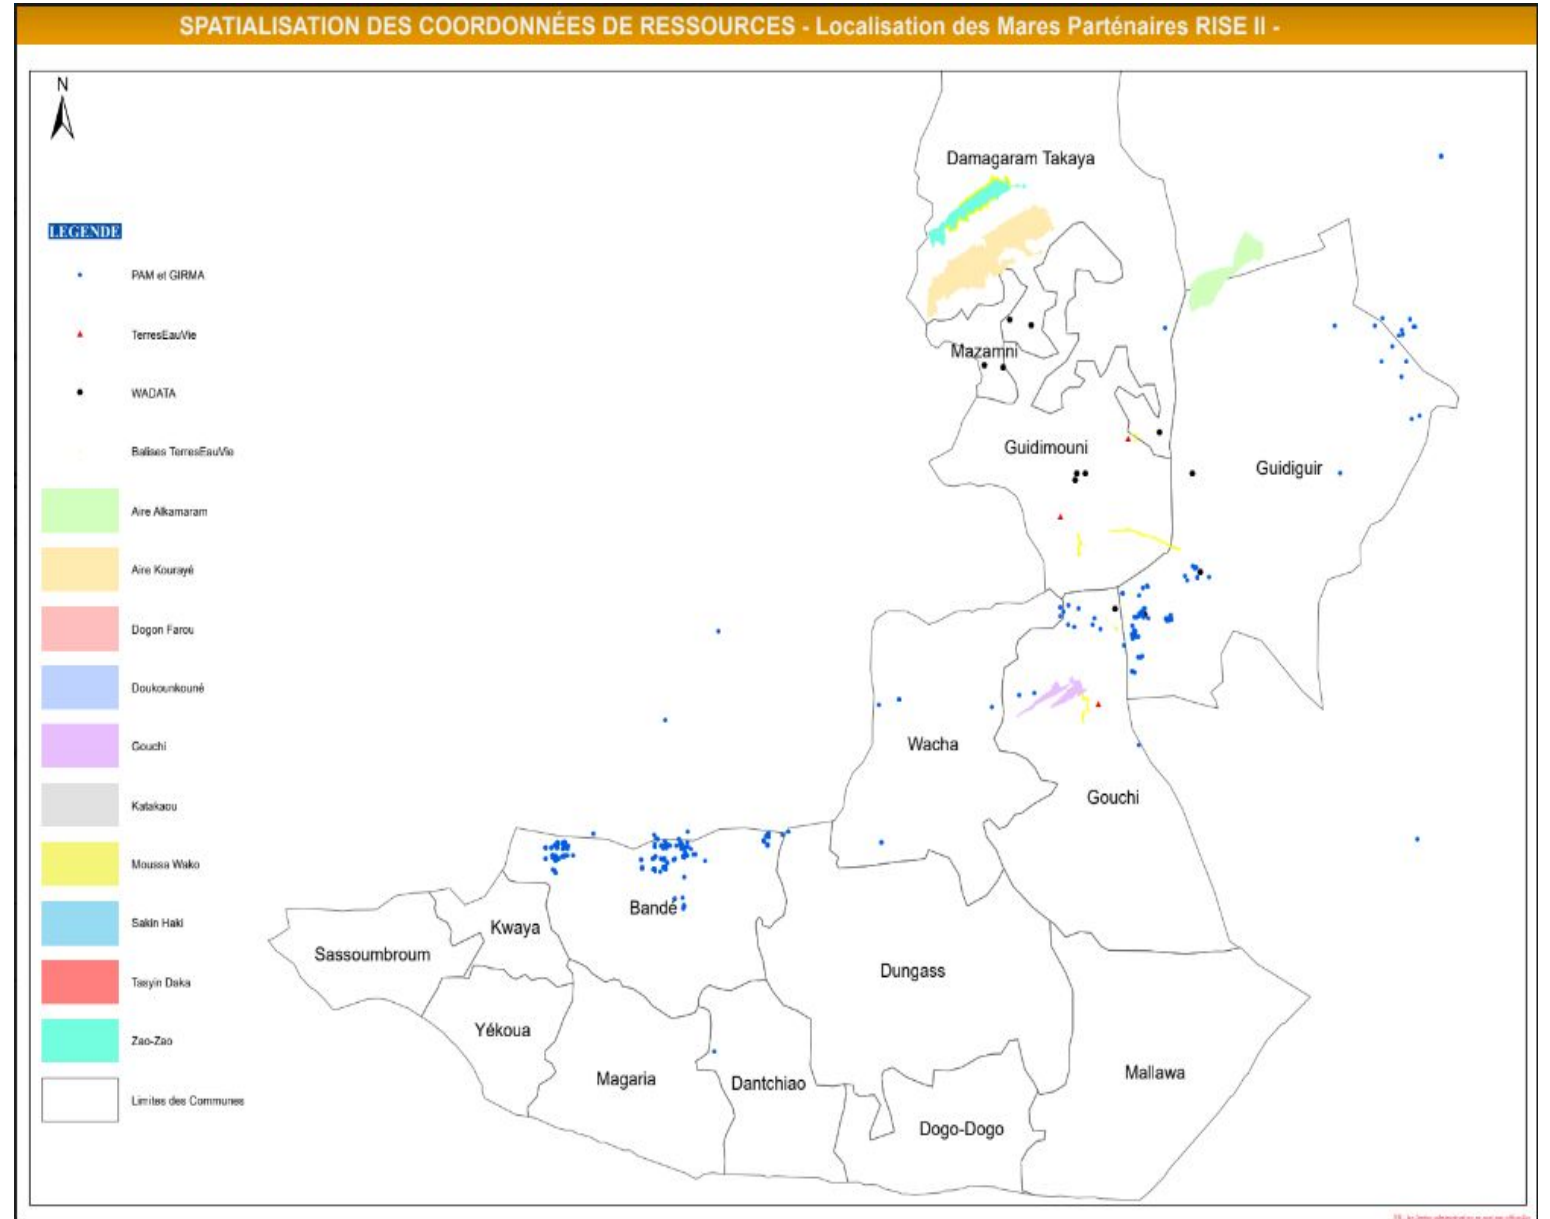 SPATIALISATION DES COORDONNÉES DE RESSOURCES - Localisation des Mares Parténaires RISE II -
N
LEGENDE
PAM et GIRMA
TerresEauVie
WADATA
Balises TerresEauVie
Aire Alkamaram
Aire Kourayé
Dogon Farou
Doukounkouné
Gouchi
Katakaou
Moussa Wako
Sakin Haki
Tasyin Daka
Zao-Zao
Limites des Communes
Damagaram Takaya
Mazamni
Guidimouni
Guidiguir
Wacha
Gouchi
Bandé
Kwaya
Sassoumbroum
Dungass
Yékoua
Magaria
Dantchiao
Mallawa
Dogo-Dogo